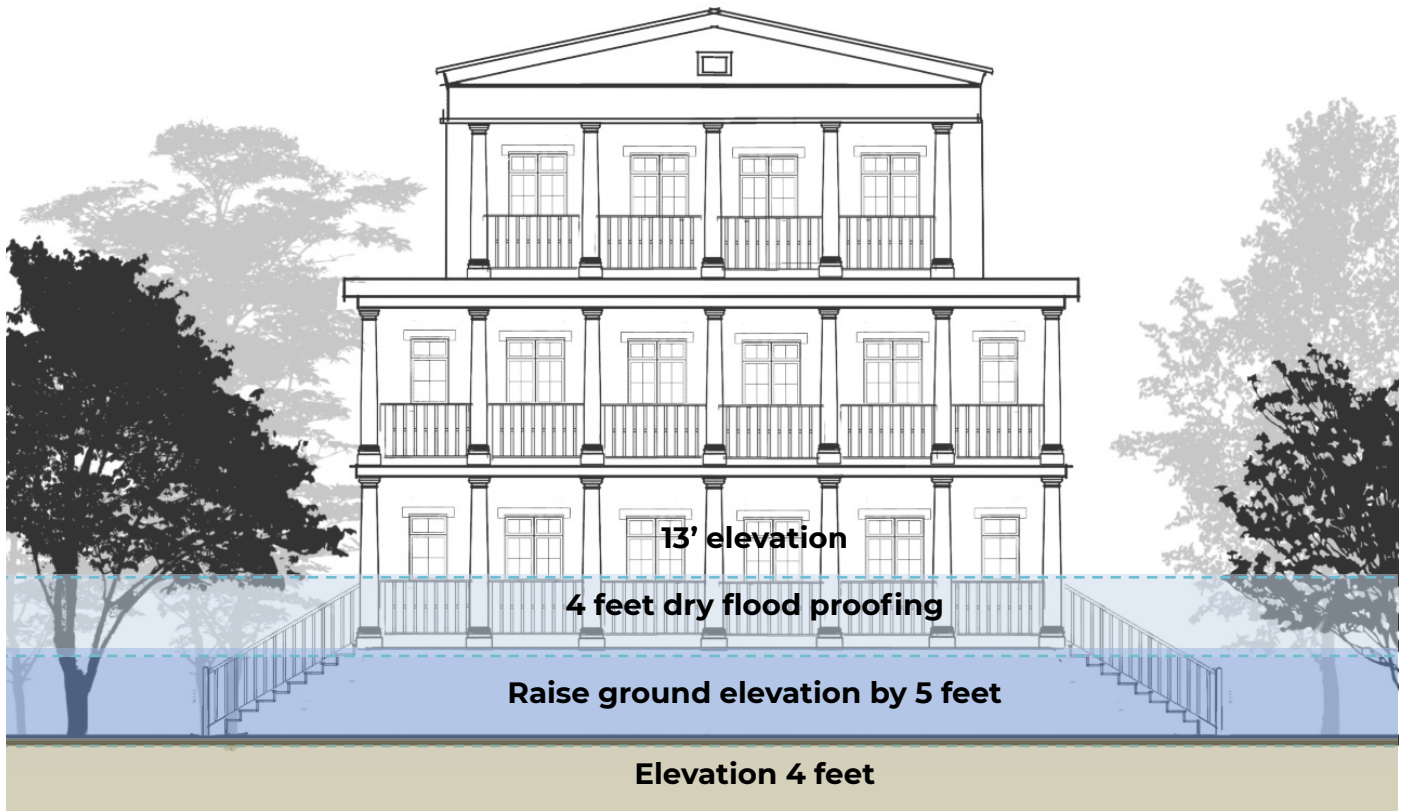 13’ elevation
4 feet dry flood proofing
Raise ground elevation by 5 feet
Elevation 4 feet